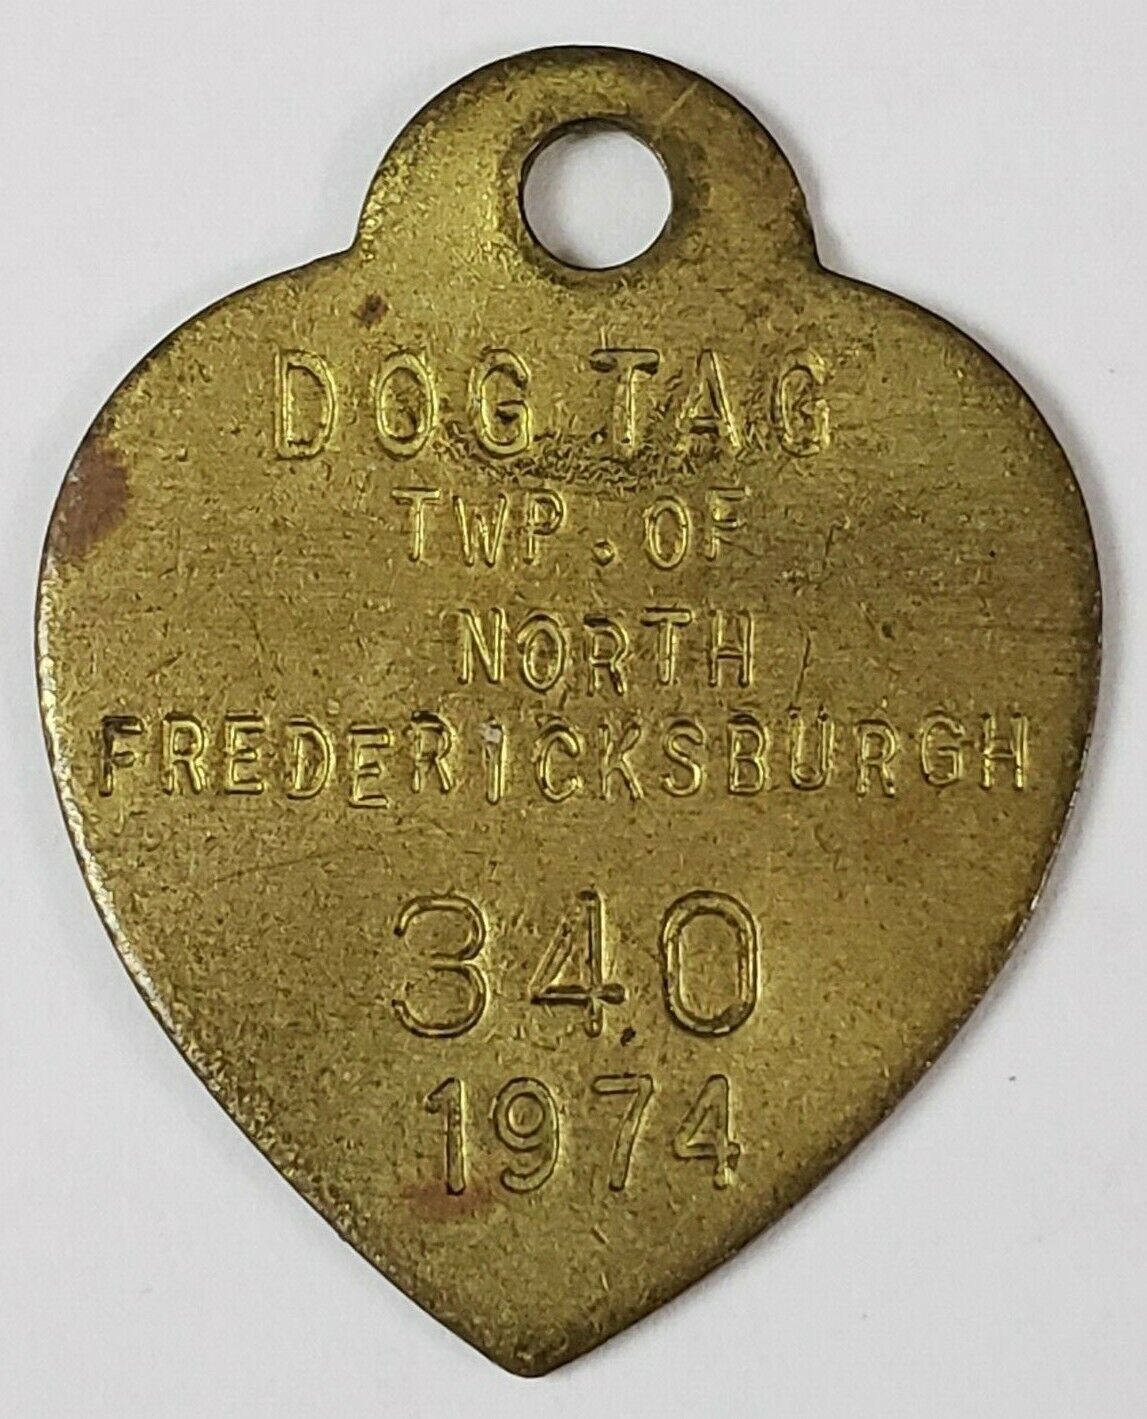 DOG TAG
TWP. OF
NORTH
FREDERICKSBURGH
340
1974